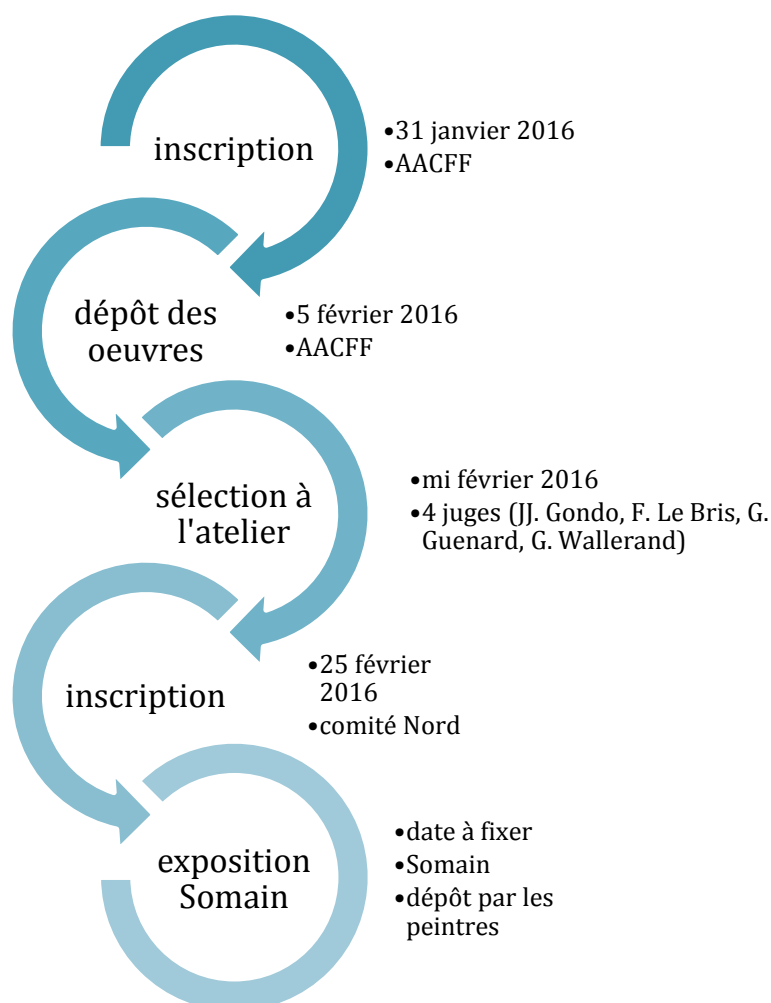 inscription
•31 janvier 2016
•AACFF
dépôt des
oeuvres
•5 février 2016
•AACFF
sélection à
l'atelier
•mi février 2016
•4 juges (JJ. Gondo, F. Le Bris, G.
Guenard, G. Wallerand)
inscription
•25 février
2016
•comité Nord
exposition
Somain
•date à fixer
•Somain
•dépôt par les
peintres